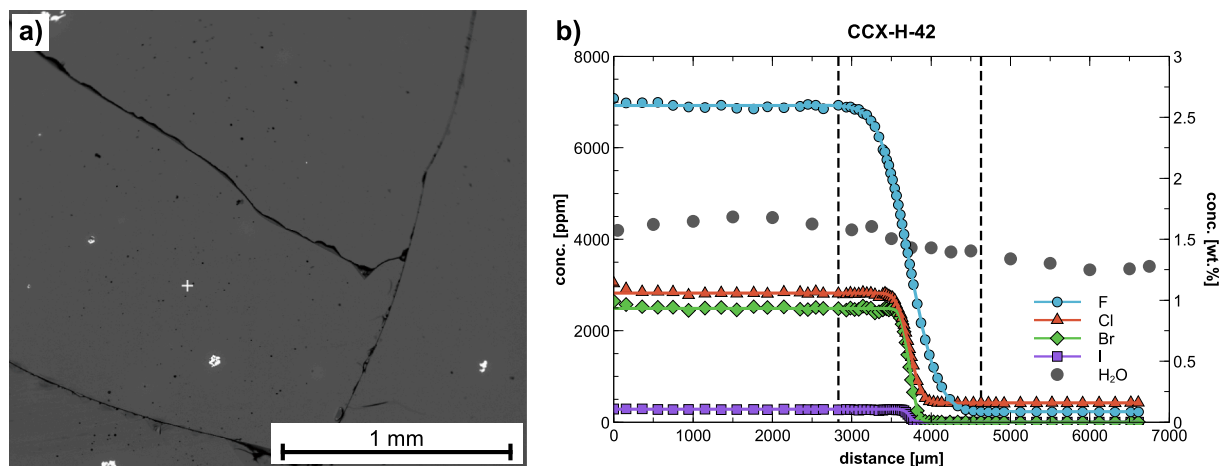 a)
1 mm
b)
CCX-H-42
conc. [ppm]
8000
6000
4000
2000
0
3
2.5
2
1.5
1
0.5
0
conc. [wt.%]
F
Cl
Br
I
H₂O
0 1000 2000 3000 4000 5000 6000 7000
distance [µm]